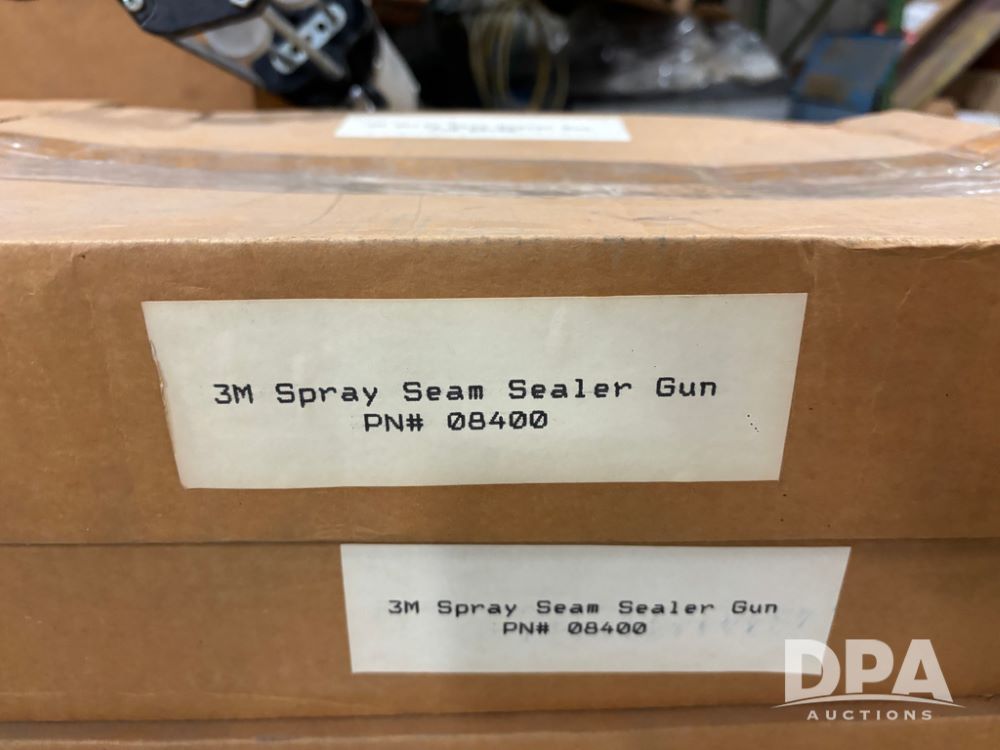 3M Spray Seam Sealer Gun
PN# 08400
3M Spray Seam Sealer Gun
PN# 08400
DPA
AUCTIONS